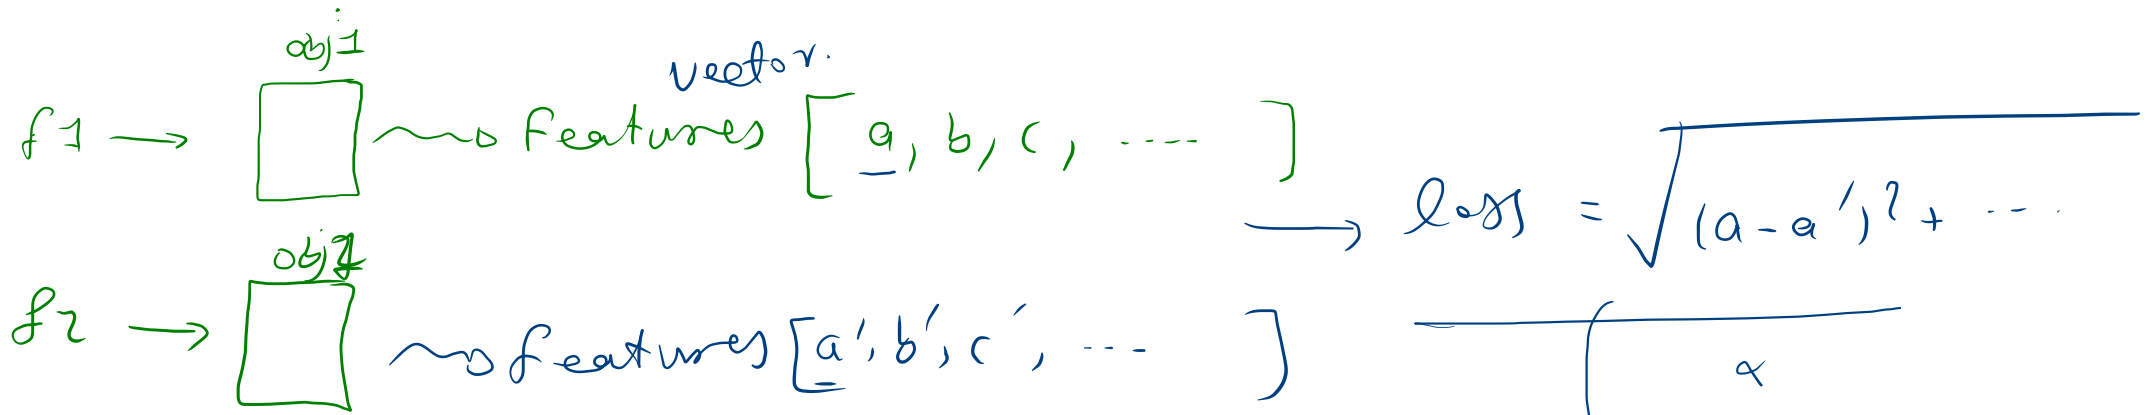 obj1
vector.
f1 → features [ a, b, c, .... ]
→ loss = √(a - a')² + ....
obj2
f2 → features [a', b', c', ... ]
α